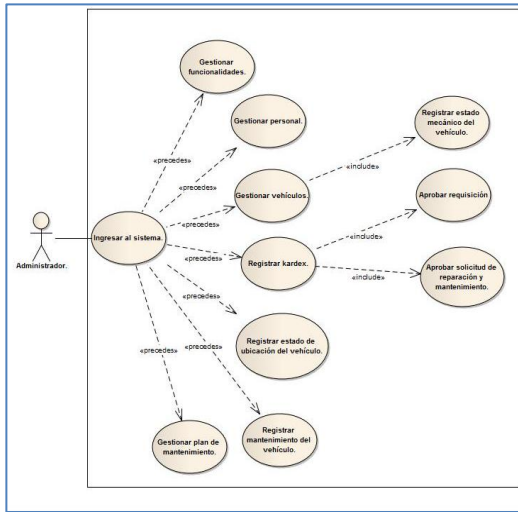 Gestionar
funcionalidades.
Gestionar personal.
Registrar estado
mecánico del
vehículo.
«precedes»
«include»
«precedes»
Gestionar vehículos.
Aprobar requisición
Ingresar al sistema.
«precedes»
«include»
Administrador.
«precedes»
Registrar kardex.
Aprobar solicitud de
reparación y
mantenimiento.
«include»
«precedes»
Registrar estado de
ubicación del vehículo.
«precedes»
«precedes»
Gestionar plan de
mantenimiento.
Registrar
mantenimiento del
vehículo.